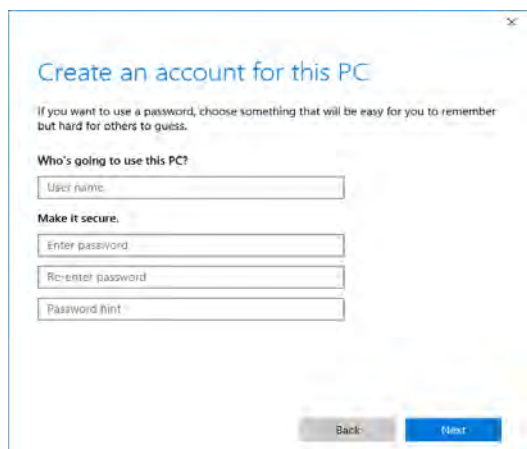 Create an account for this PC
If you want to use a password, choose something that will be easy for you to remember
but hard for others to guess.
Who's going to use this PC?
User name
Make it secure.
Enter password
Re-enter password
Password hint
Back Next